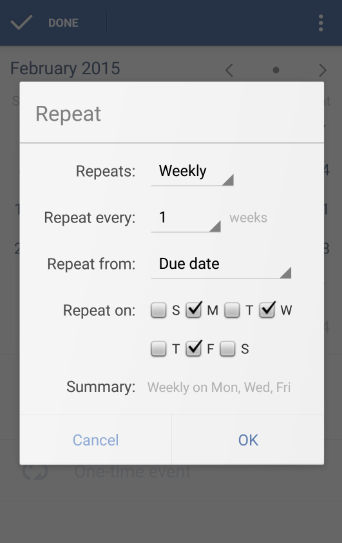 DONE
February 2015
Repeat
Repeats: Weekly
Repeat every: 1 weeks
Repeat from: Due date
Repeat on: S M T W
T F S
Summary: Weekly on Mon, Wed, Fri
Cancel OK
One-time event